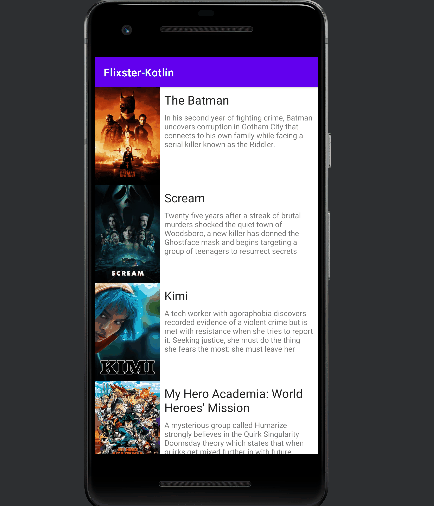 Flixster-Kotlin
The Batman
In his second year of fighting crime, Batman
uncovers corruption in Gotham City that
connects to his own family while facing a
serial killer known as the Riddler.
Scream
Twenty-five years after a streak of brutal
murders shocked the quiet town of
Woodsboro, a new killer has donned the
Ghostface mask and begins targeting a
group of teenagers to resurrect secrets
SCREAM
Kimi
A tech worker with agoraphobia discovers
recorded evidence of a violent crime but is
met with resistance when she tries to report
it. Seeking justice, she must do the thing
she fears the most: she must leave her
KIMI
My Hero Academia: World
Heroes' Mission
A mysterious group called Humarize
strongly believes in the Quirk Singularity
Doomsday theory which states that when
quirks get mixed further in with future